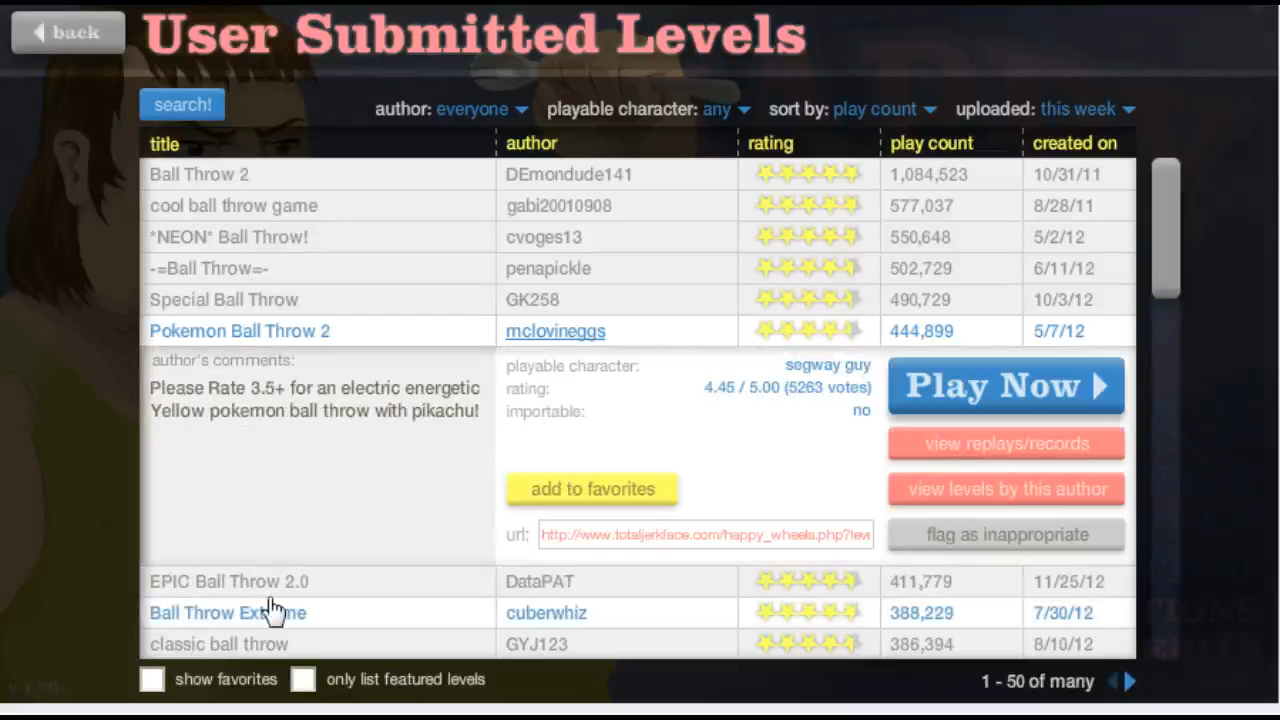 back
User Submitted Levels
search!
author: everyone playable character: any sort by: play count uploaded: this week
title author rating play count created on
Ball Throw 2 DEmondude141 1,084,523 10/31/11
cool ball throw game gabi20010908 577,037 8/28/11
*NEON* Ball Throw! cvoges13 550,648 5/2/12
-=Ball Throw=- penapickle 502,729 6/11/12
Special Ball Throw GK258 490,729 10/3/12
Pokemon Ball Throw 2 mclovineggs 444,899 5/7/12
author's comments:
Please Rate 3.5+ for an electric energetic
Yellow pokemon ball throw with pikachu!
playable character: segway guy
rating: 4.45 / 5.00 (5263 votes)
importable: no
add to favorites
url: http://www.totaljerkface.com/happy_wheels.php?leve
Play Now
view replays/records
view levels by this author
flag as inappropriate
EPIC Ball Throw 2.0 DataPAT 411,779 11/25/12
Ball Throw cuberwhiz 388,229 7/30/12
classic ball throw GYJ123 386,394 8/10/12
show favorites only list featured levels 1 - 50 of many